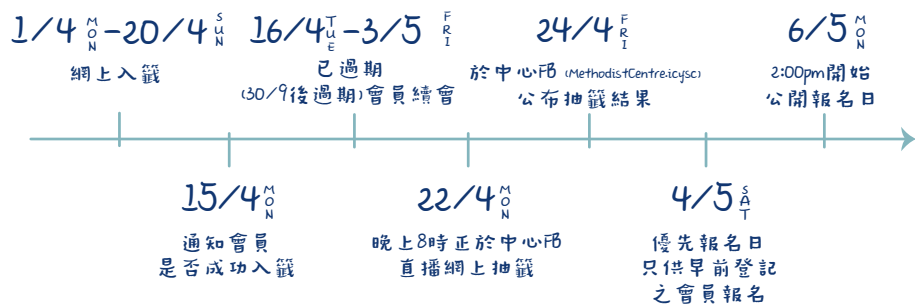 1/4 MON-20/4 SUN
網上入籤
16/4 TUE-3/5 FRI
已過期
(30/9後過期)會員續會
24/4 FRI
於中心FB (MethodistCentre.icysc)
公布抽籤結果
6/5 MON
2:00pm開始
公開報名日
15/4 MON
通知會員
是否成功入籤
22/4 MON
晚上8時正於中心FB
直播網上抽籤
4/5 SAT
優先報名日
只供早前登記
之會員報名